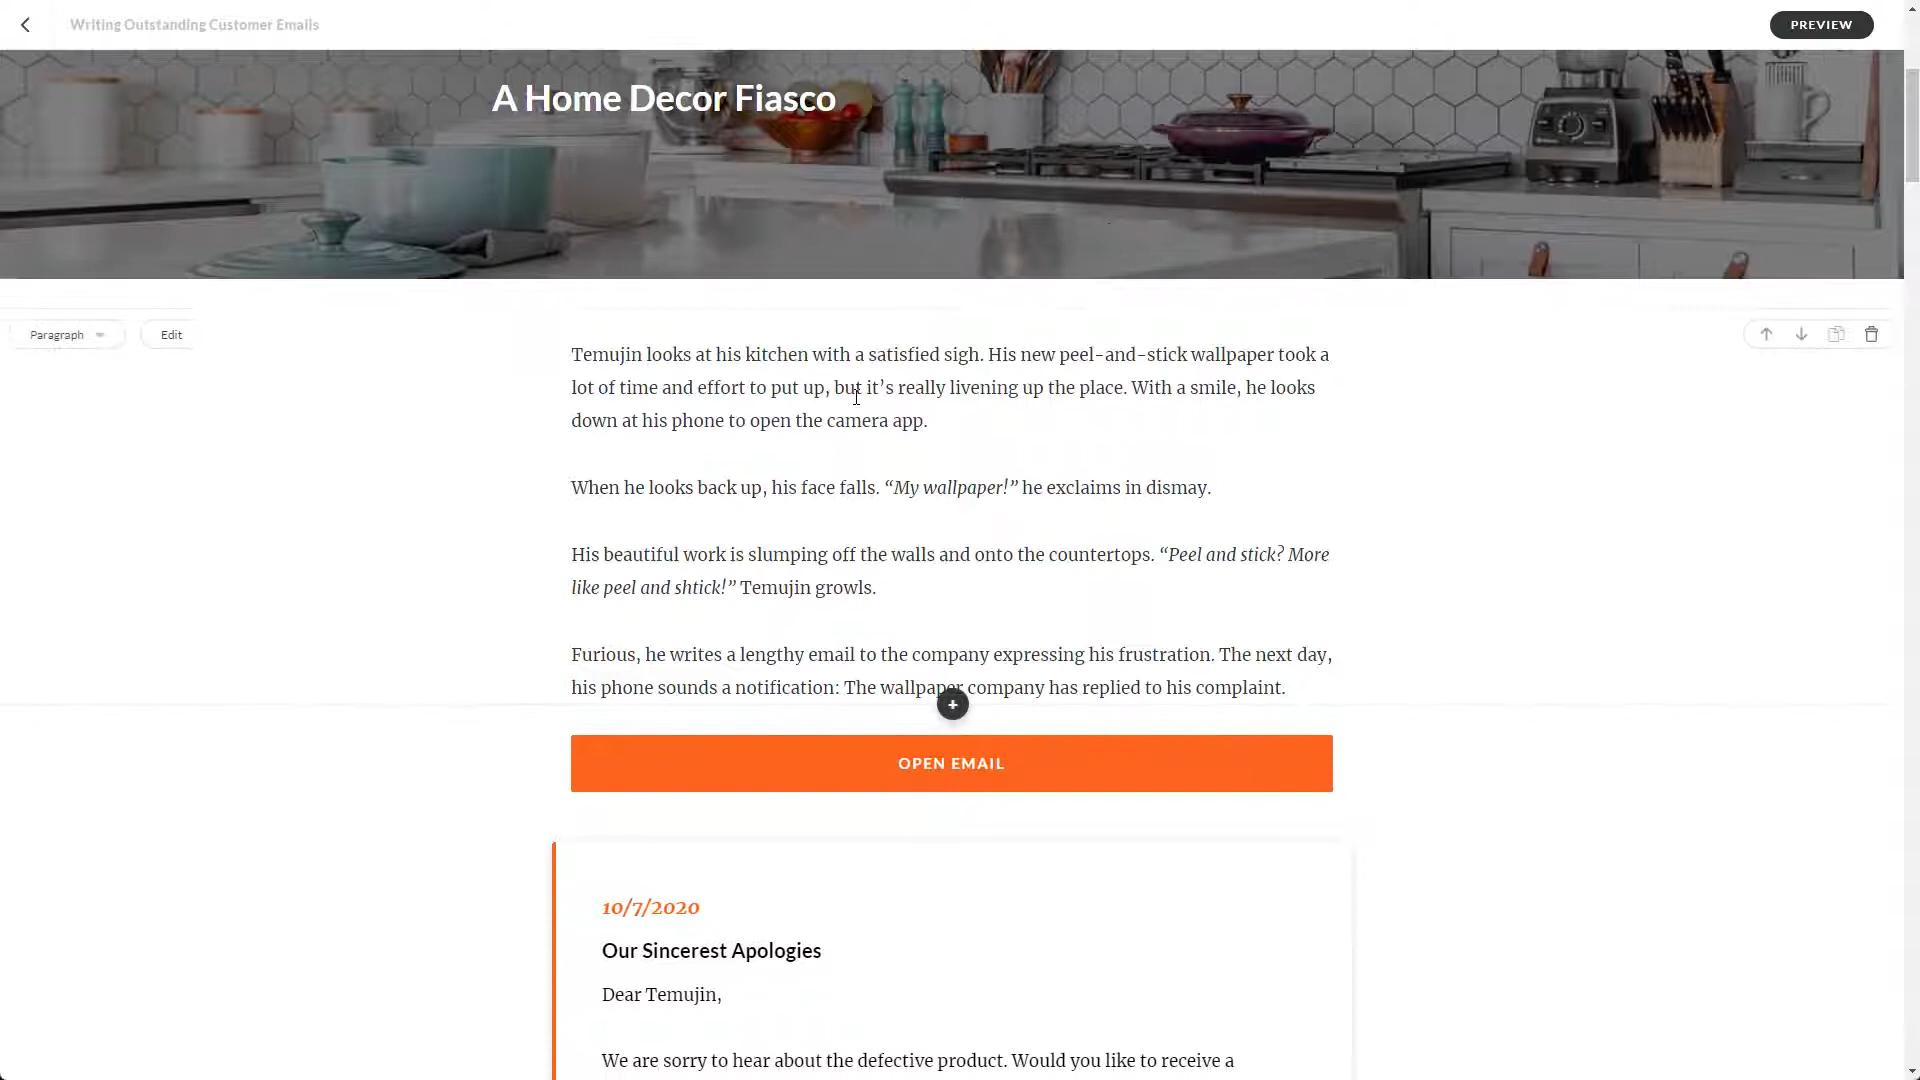 Writing Outstanding Customer Emails
PREVIEW
A Home Decor Fiasco
Paragraph
Edit
Temujin looks at his kitchen with a satisfied sigh. His new peel-and-stick wallpaper took a
lot of time and effort to put up, but it’s really livening up the place. With a smile, he looks
down at his phone to open the camera app.
When he looks back up, his face falls. “My wallpaper!” he exclaims in dismay.
His beautiful work is slumping off the walls and onto the countertops. “Peel and stick? More
like peel and shtick!” Temujin growls.
Furious, he writes a lengthy email to the company expressing his frustration. The next day,
his phone sounds a notification: The wallpaper company has replied to his complaint.
OPEN EMAIL
10/7/2020
Our Sincerest Apologies
Dear Temujin,
We are sorry to hear about the defective product. Would you like to receive a